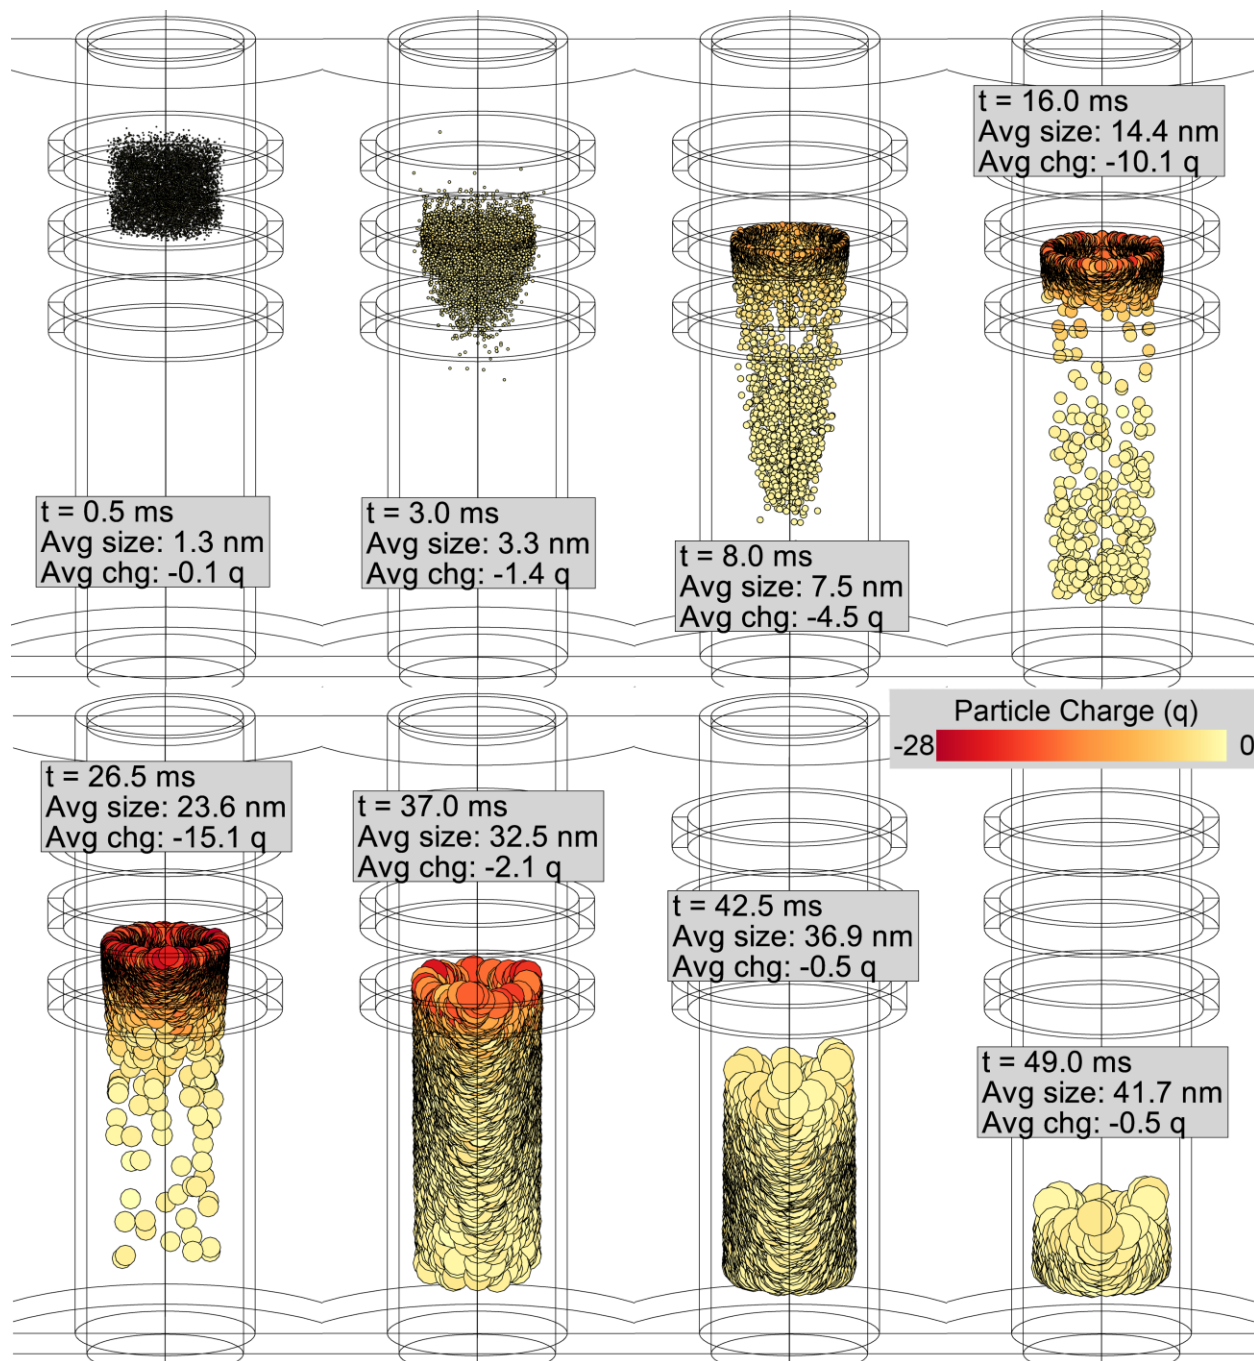 t = 0.5 ms
Avg size: 1.3 nm
Avg chg: -0.1 q
t = 3.0 ms
Avg size: 3.3 nm
Avg chg: -1.4 q
t = 8.0 ms
Avg size: 7.5 nm
Avg chg: -4.5 q
t = 16.0 ms
Avg size: 14.4 nm
Avg chg: -10.1 q
Particle Charge (q)
-28 0
t = 26.5 ms
Avg size: 23.6 nm
Avg chg: -15.1 q
t = 37.0 ms
Avg size: 32.5 nm
Avg chg: -2.1 q
t = 42.5 ms
Avg size: 36.9 nm
Avg chg: -0.5 q
t = 49.0 ms
Avg size: 41.7 nm
Avg chg: -0.5 q